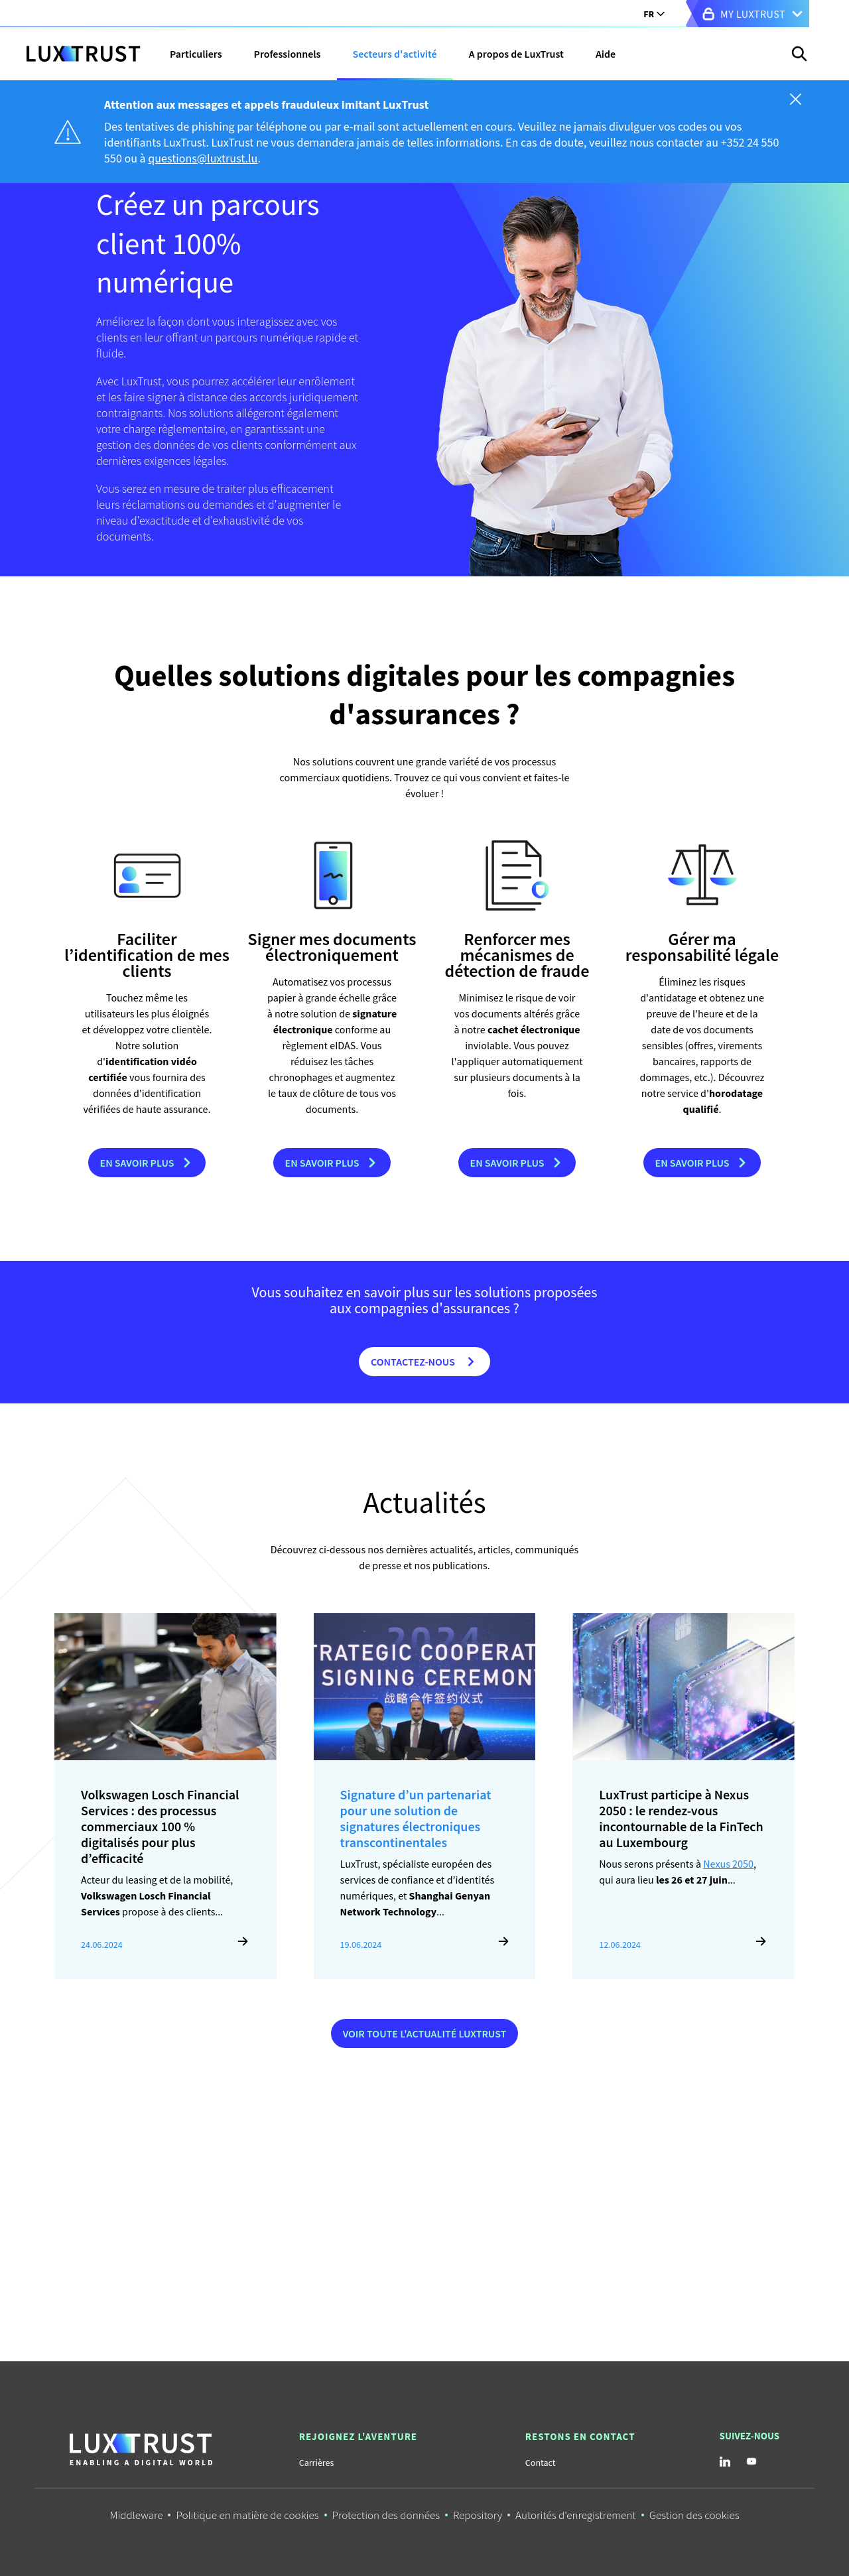 FR
MY LUXTRUST
LUXTRUST
Particuliers
Professionnels
Secteurs d'activité
A propos de LuxTrust
Aide
Attention aux messages et appels frauduleux imitant LuxTrust
Des tentatives de phishing par téléphone ou par e-mail sont actuellement en cours. Veuillez ne jamais divulguer vos codes ou vos
identifiants LuxTrust. LuxTrust ne vous demandera jamais de telles informations. En cas de doute, veuillez nous contacter au +352 24 550
550 ou à questions@luxtrust.lu.
Créez un parcours
client 100%
numérique
Améliorez la façon dont vous interagissez avec vos
clients en leur offrant un parcours numérique rapide et
fluide.
Avec LuxTrust, vous pourrez accélérer leur enrôlement
et les faire signer à distance des accords juridiquement
contraignants. Nos solutions allégeront également
votre charge règlementaire, en garantissant une
gestion des données de vos clients conformément aux
dernières exigences légales.
Vous serez en mesure de traiter plus efficacement
leurs réclamations ou demandes et d'augmenter le
niveau d'exactitude et d'exhaustivité de vos
documents.
Quelles solutions digitales pour les compagnies
d'assurances ?
Nos solutions couvrent une grande variété de vos processus
commerciaux quotidiens. Trouvez ce qui vous convient et faites-le
évoluer !
Faciliter
l’identification de mes
clients
Touchez même les
utilisateurs les plus éloignés
et développez votre clientèle.
Notre solution
d'identification vidéo
certifiée vous fournira des
données d'identification
vérifiées de haute assurance.
EN SAVOIR PLUS
Signer mes documents
électroniquement
Automatisez vos processus
papier à grande échelle grâce
à notre solution de signature
électronique conforme au
règlement eIDAS. Vous
réduisez les tâches
chronophages et augmentez
le taux de clôture de tous vos
documents.
EN SAVOIR PLUS
Renforcer mes
mécanismes de
détection de fraude
Minimisez le risque de voir
vos documents altérés grâce
à notre cachet électronique
inviolable. Vous pouvez
l'appliquer automatiquement
sur plusieurs documents à la
fois.
EN SAVOIR PLUS
Gérer ma
responsabilité légale
Éliminez les risques
d'antidatage et obtenez une
preuve de l'heure et de la
date de vos documents
sensibles (offres, virements
bancaires, rapports de
dommages, etc.). Découvrez
notre service d'horodatage
qualifié.
EN SAVOIR PLUS
Vous souhaitez en savoir plus sur les solutions proposées
aux compagnies d'assurances ?
CONTACTEZ-NOUS
Actualités
Découvrez ci-dessous nos dernières actualités, articles, communiqués
de presse et nos publications.
Volkswagen Losch Financial
Services : des processus
commerciaux 100 %
digitalisés pour plus
d’efficacité
Acteur du leasing et de la mobilité,
Volkswagen Losch Financial
Services propose à des clients...
24.06.2024
2024
TRATEGIC COOPERAT
SIGNING CEREMONY
战略合作签约仪式
Signature d’un partenariat
pour une solution de
signatures électroniques
transcontinentales
LuxTrust, spécialiste européen des
services de confiance et d'identités
numériques, et Shanghai Genyan
Network Technology...
19.06.2024
LuxTrust participe à Nexus
2050 : le rendez-vous
incontournable de la FinTech
au Luxembourg
Nous serons présents à Nexus 2050,
qui aura lieu les 26 et 27 juin...
12.06.2024
VOIR TOUTE L'ACTUALITÉ LUXTRUST
LUXTRUST
ENABLING A DIGITAL WORLD
REJOIGNEZ L'AVENTURE
Carrières
RESTONS EN CONTACT
Contact
SUIVEZ-NOUS
Middleware • Politique en matière de cookies • Protection des données • Repository • Autorités d'enregistrement • Gestion des cookies